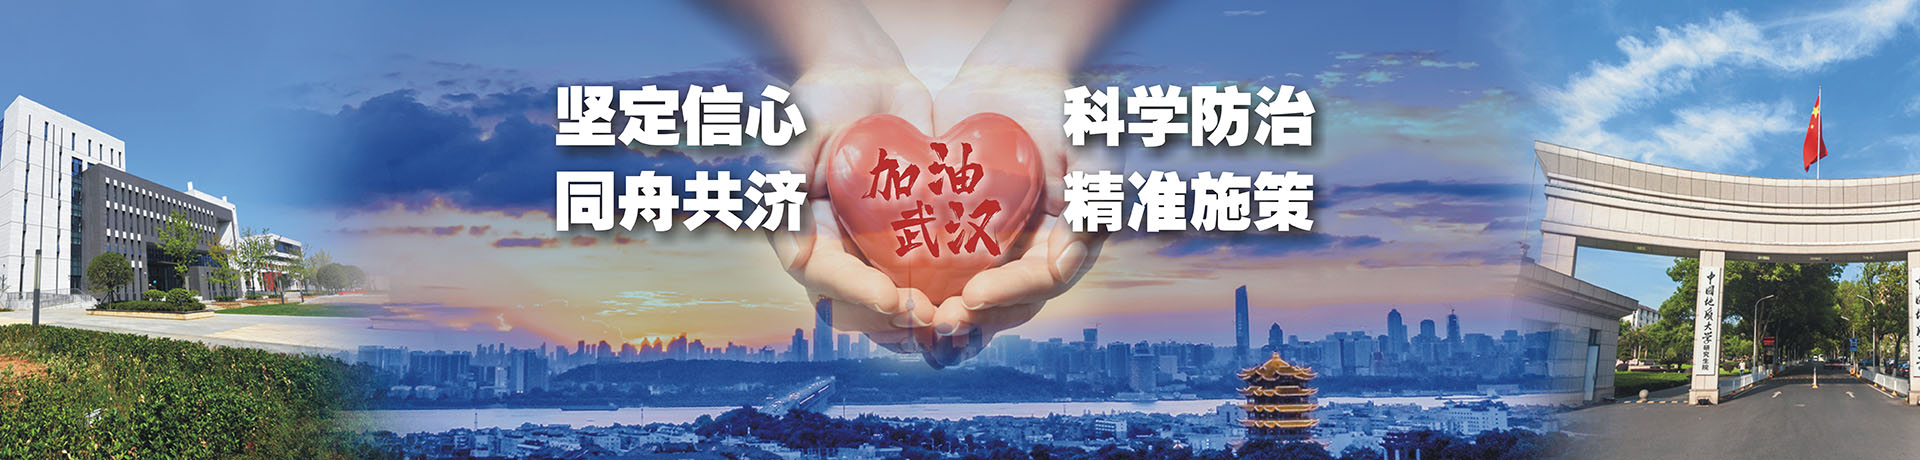 坚定信心
同舟共济
加油
武汉
科学防治
精准施策
中国地质大学研究生院